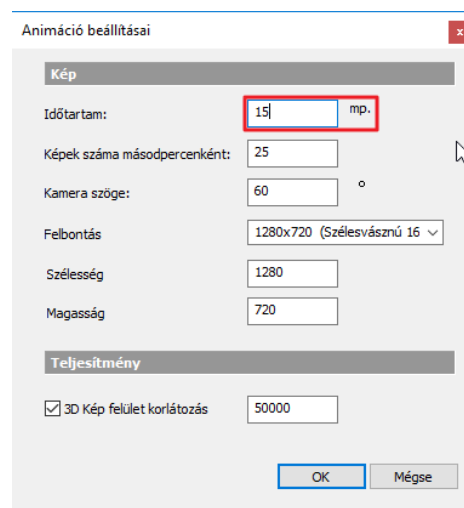 Animáció beállításai
x
Kép
Időtartam: 15 mp.
Képek száma másodpercenként: 25
Kamera szöge: 60 °
Felbontás 1280x720 (Szélesvásznú 16
Szélesség 1280
Magasság 720
Teljesítmény
3D Kép felület korlátozás 50000
OK Mégse